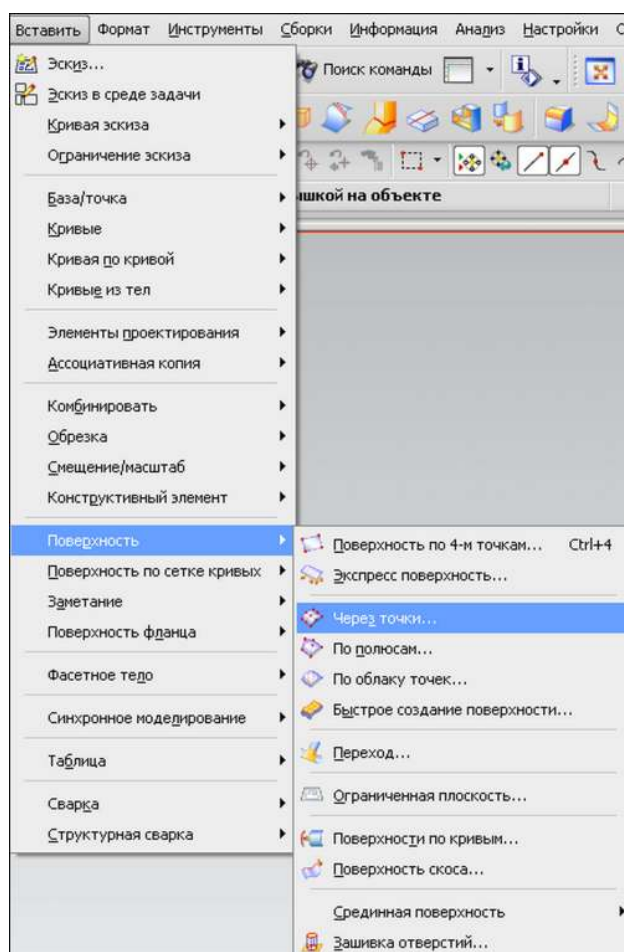 Вставить Формат Инструменты Сборки Информация Анализ Настройки
Эскиз...
Поиск команды
Эскиз в среде задачи
Кривая эскиза
Ограничение эскиза
База/точка
ышкой на объекте
Кривые
Кривая по кривой
Кривые из тел
Элементы проектирования
Ассоциативная копия
Комбинировать
Обрезка
Смещение/масштаб
Конструктивный элемент
Поверхность
Поверхность по сетке кривых
Заметание
Поверхность фланца
Фасетное тело
Синхронное моделирование
Таблица
Сварка
Структурная сварка
Поверхность по 4-м точкам... Ctrl+4
Экспресс поверхность...
Через точки...
По полюсам...
По облаку точек...
Быстрое создание поверхности...
Переход...
Ограниченная плоскость...
Поверхности по кривым...
Поверхность скоса...
Срединная поверхность
Зашивка отверстий...